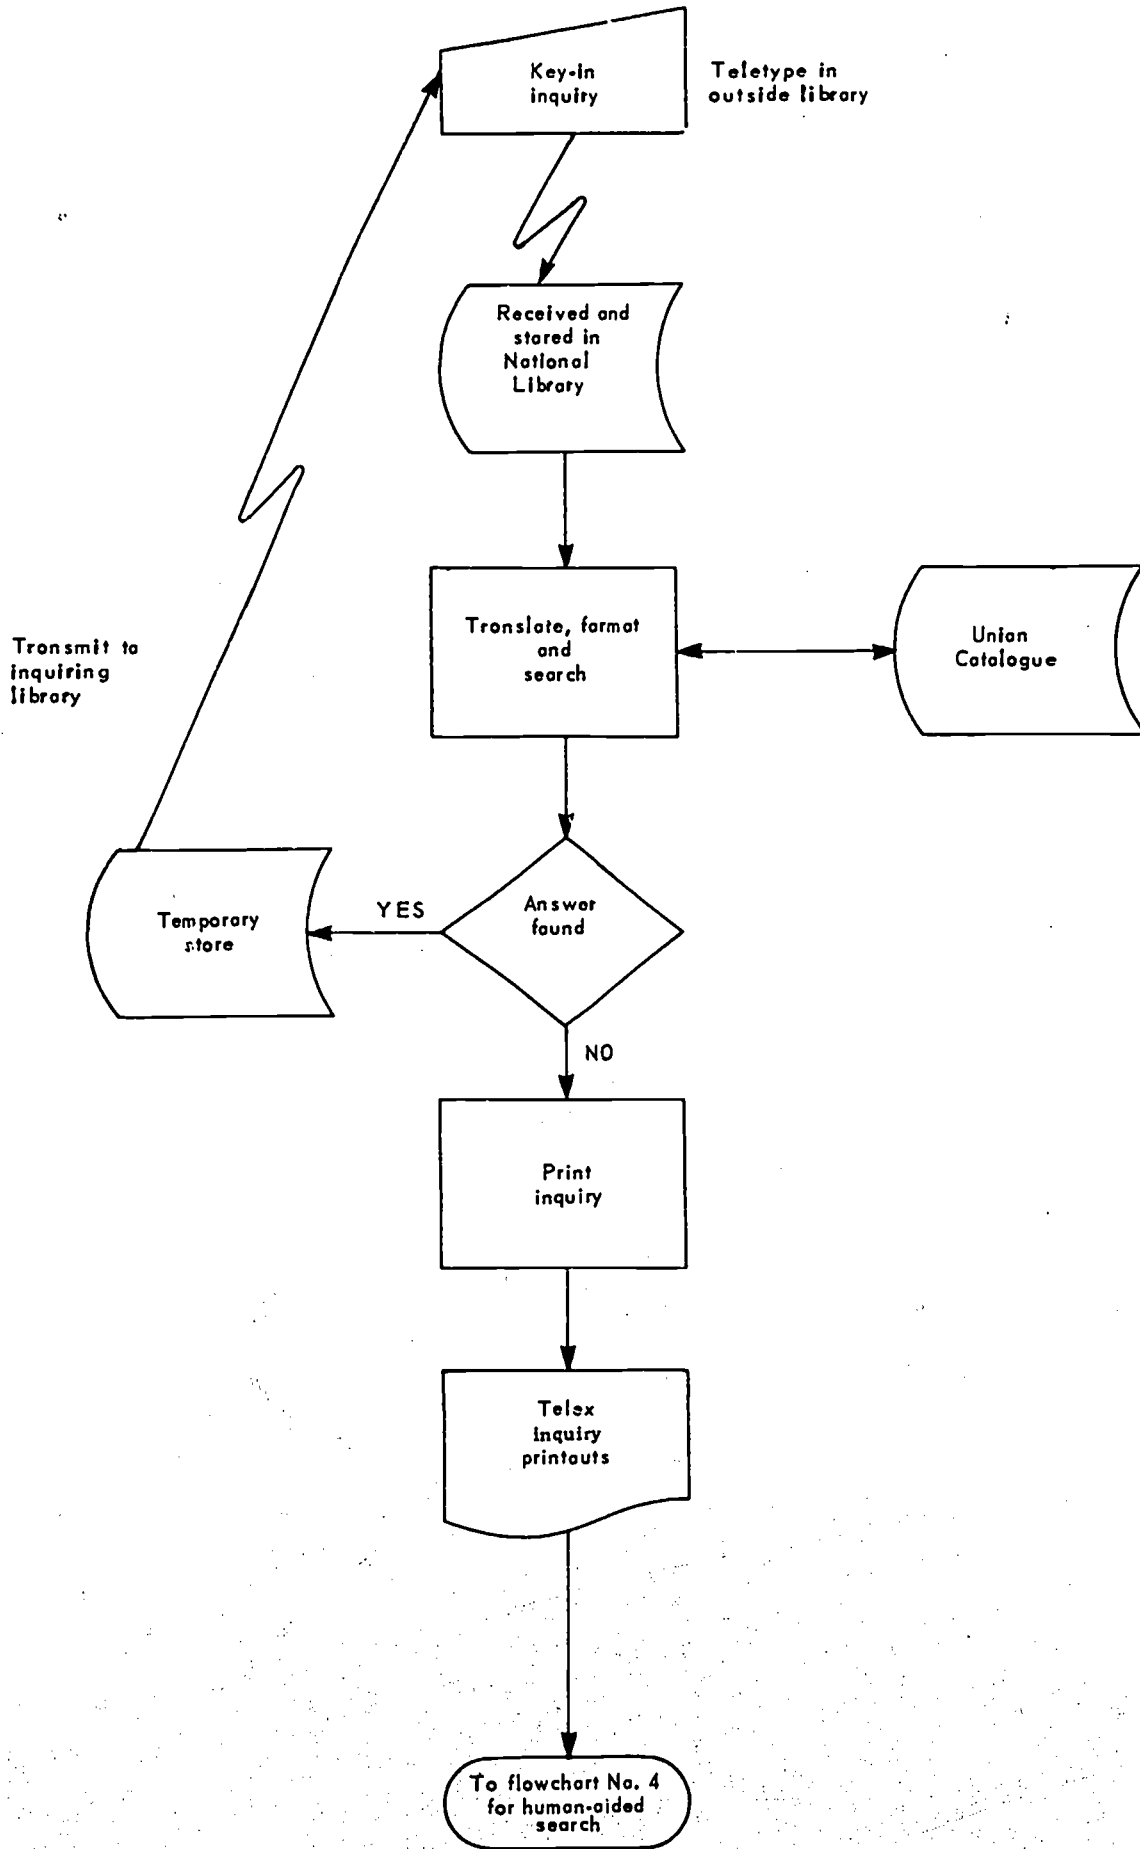 Key-in
inquiry
Teletype in
outside library
Received and
stored in
National
Library
Translate, format
and
search
Union
Catalogue
Transmit to
inquiring
library
Temporary
store
YES
Answer
found
NO
Print
inquiry
Telex
inquiry
printouts
To flowchart No. 4
for human-aided
search